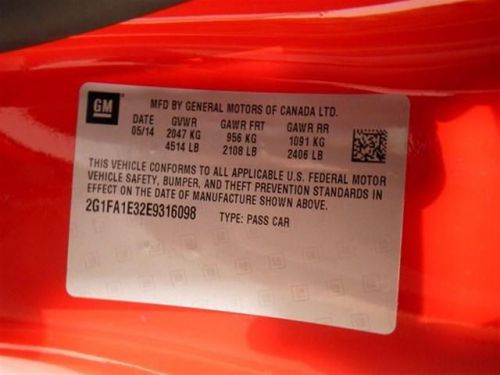 GM
MFD BY GENERAL MOTORS OF CANADA LTD.
DATE GVWR GAWR FRT GAWR RR
05/14 2047 KG 956 KG 1091 KG
4514 LB 2108 LB 2406 LB
THIS VEHICLE CONFORMS TO ALL APPLICABLE U.S. FEDERAL MOTOR
VEHICLE SAFETY, BUMPER, AND THEFT PREVENTION STANDARDS IN
EFFECT ON THE DATE OF MANUFACTURE SHOWN ABOVE.
2G1FA1E32E9316098 TYPE: PASS CAR